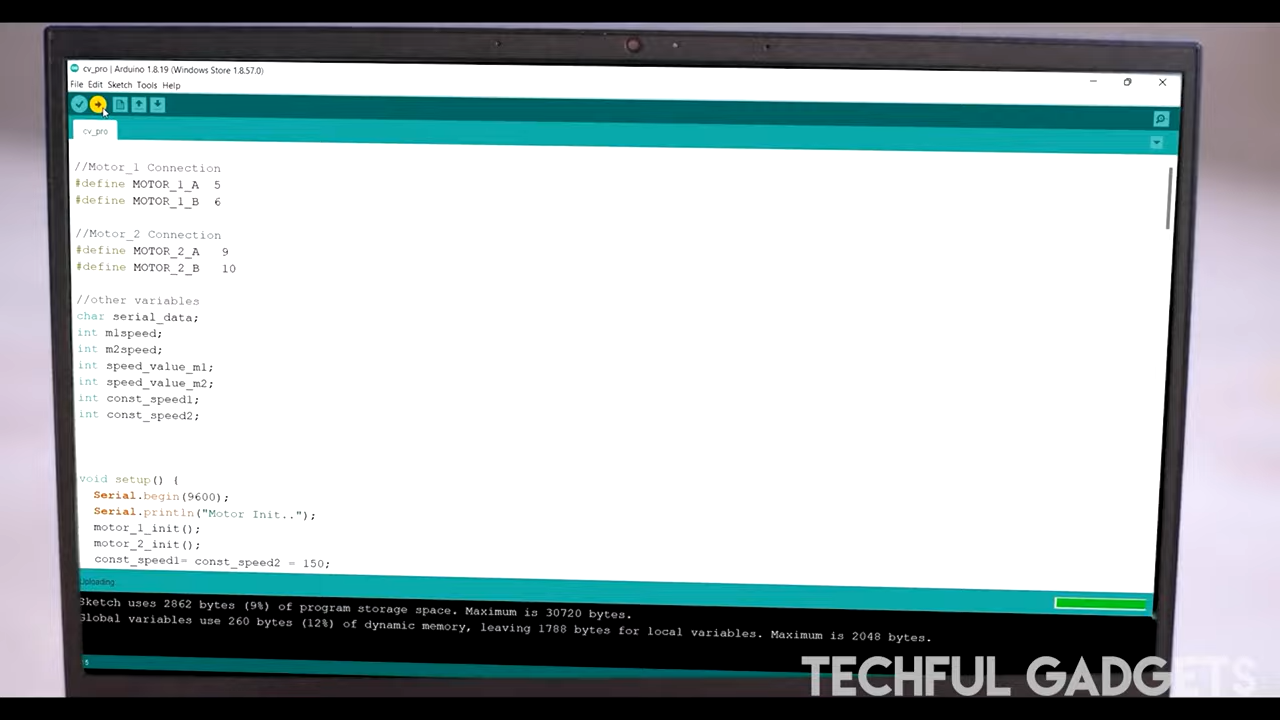 cv_pro | Arduino 1.8.19 (Windows Store 1.8.57.0)
File Edit Sketch Tools Help
cv_pro
//Motor_1 Connection
#define MOTOR_1_A 5
#define MOTOR_1_B 6
//Motor_2 Connection
#define MOTOR_2_A 9
#define MOTOR_2_B 10
//other variables
char serial_data;
int m1speed;
int m2speed;
int speed_value_m1;
int speed_value_m2;
int const_speed1;
int const_speed2;
void setup() {
Serial.begin(9600);
Serial.println("Motor Init..");
motor_1_init();
motor_2_init();
const_speed1= const_speed2 = 150;
Uploading...
Sketch uses 2862 bytes (9%) of program storage space. Maximum is 30720 bytes.
Global variables use 260 bytes (12%) of dynamic memory, leaving 1788 bytes for local variables. Maximum is 2048 bytes.
5
TECHFUL GADGETS